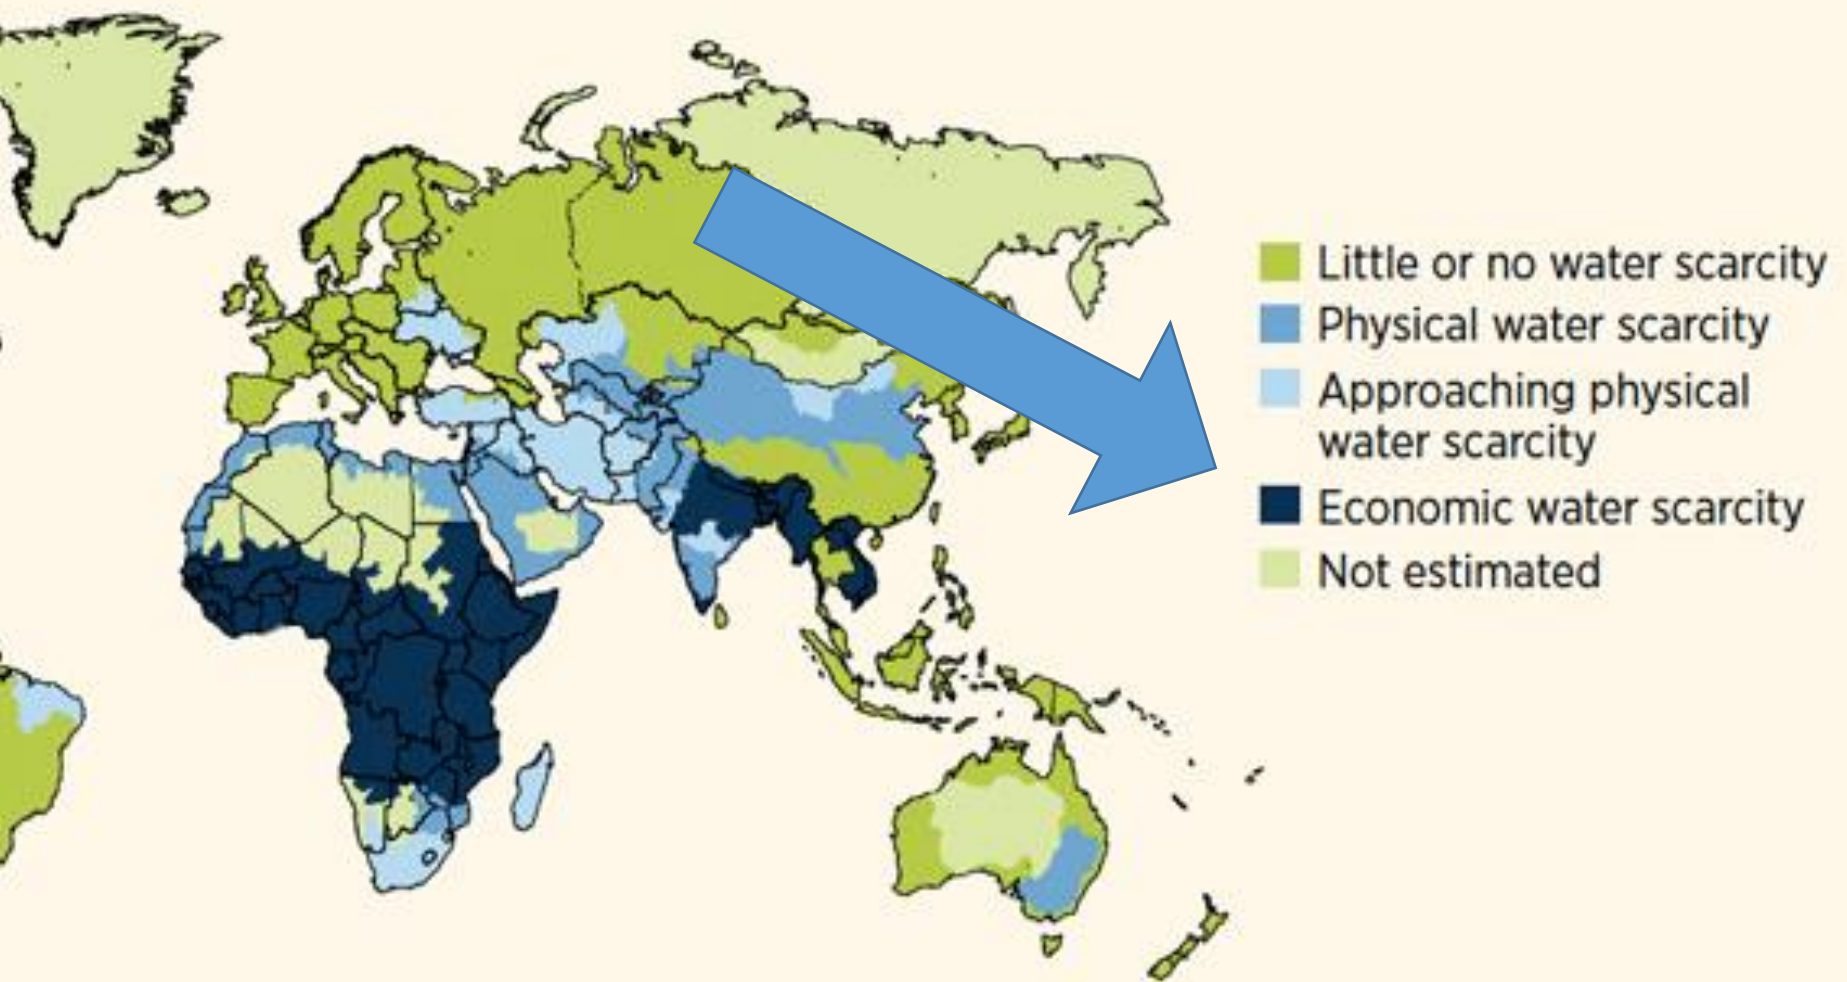 Little or no water scarcity
Physical water scarcity
Approaching physical
water scarcity
Economic water scarcity
Not estimated